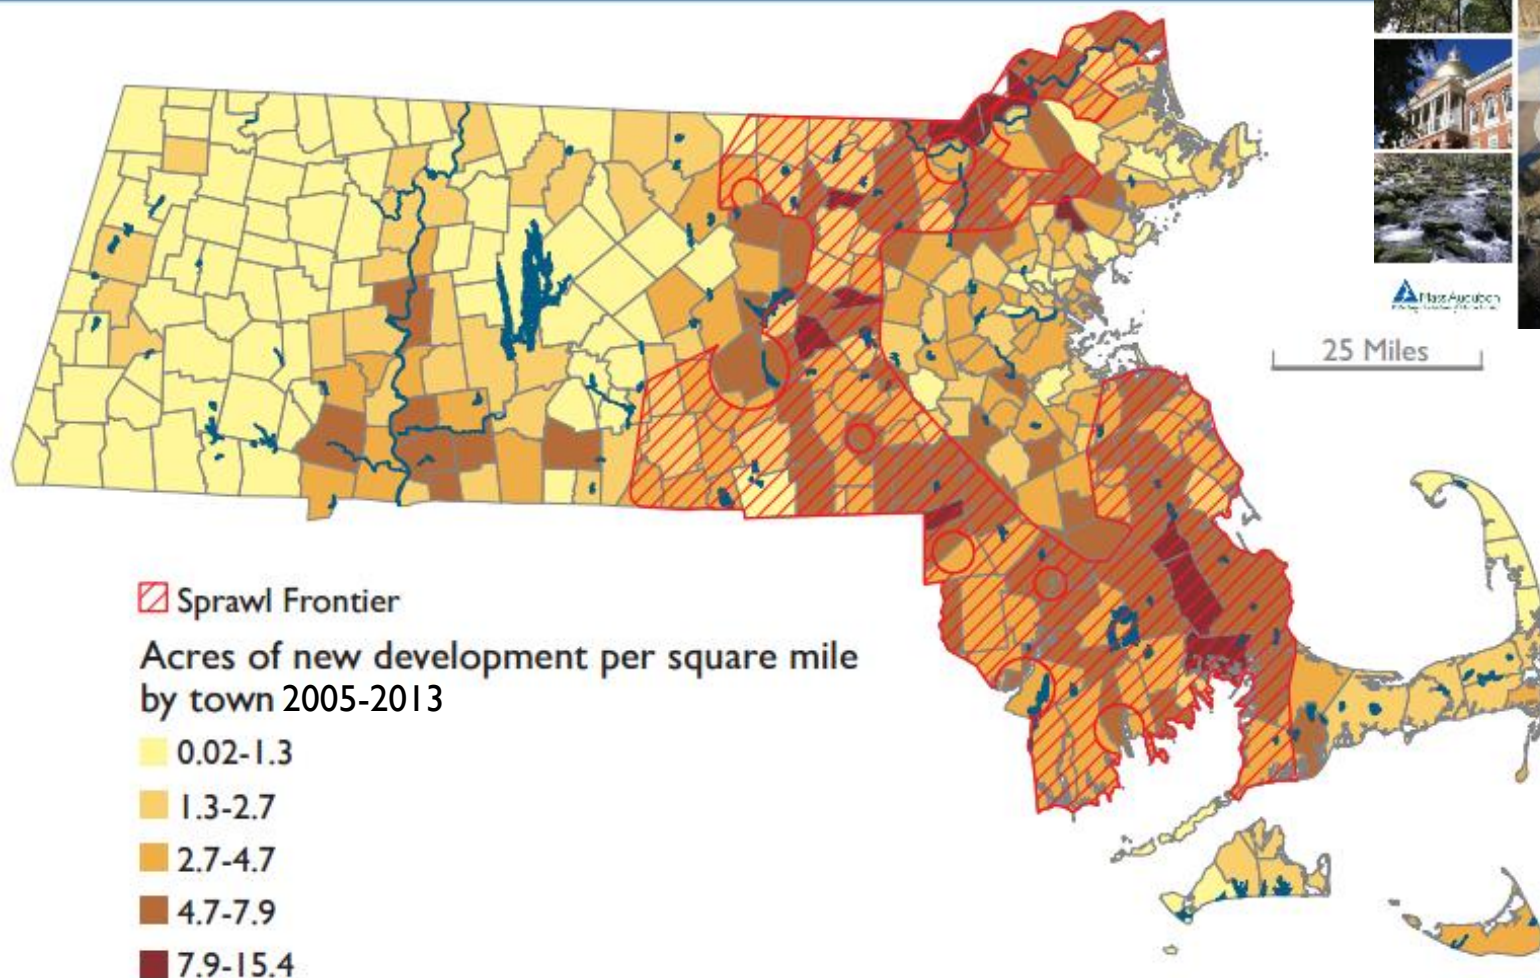 MassAudubon
25 Miles
Sprawl Frontier
Acres of new development per square mile
by town 2005-2013
0.02-1.3
1.3-2.7
2.7-4.7
4.7-7.9
7.9-15.4